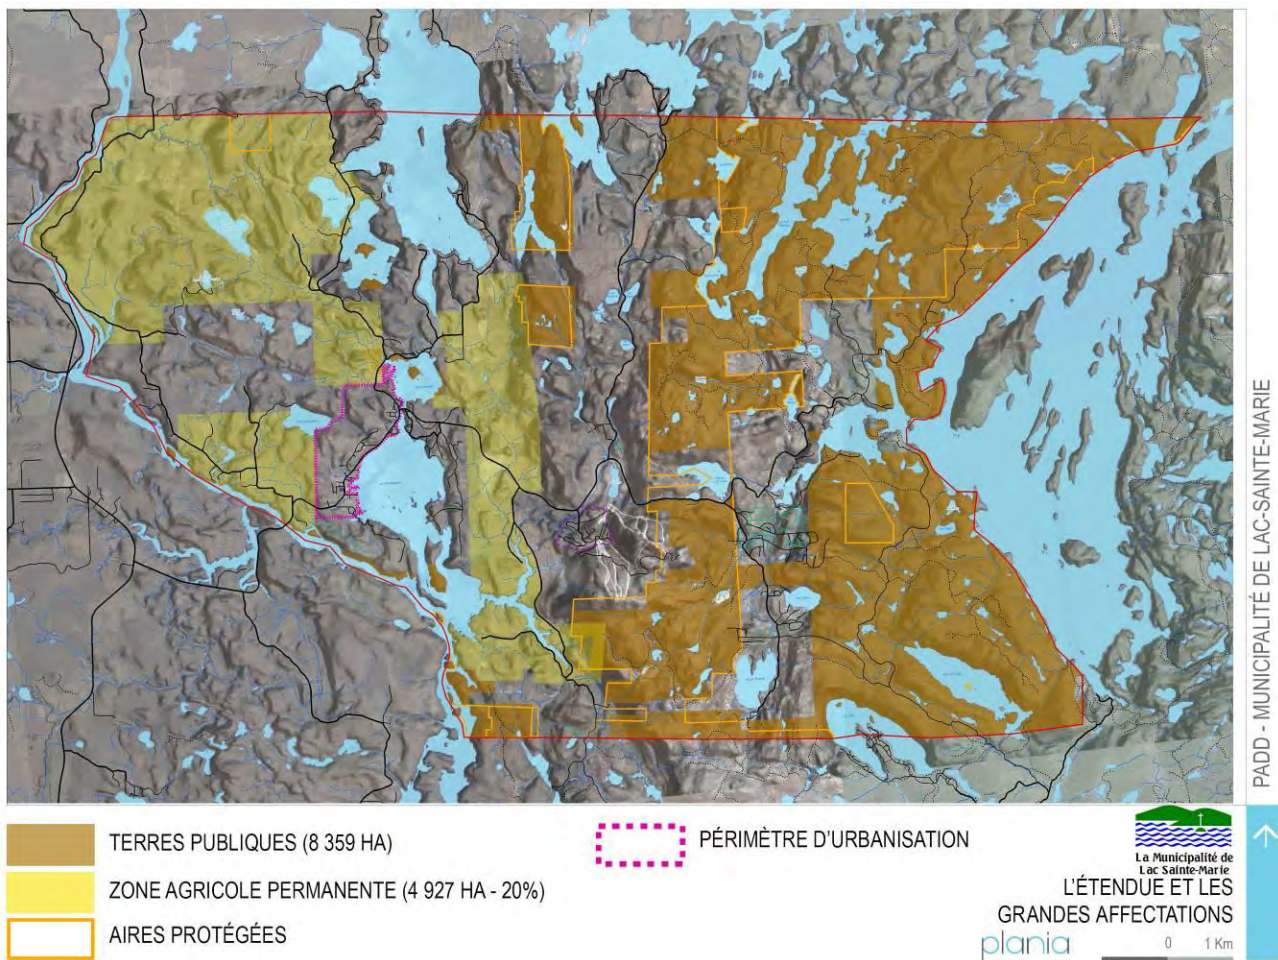 PADD - MUNICIPALITÉ DE LAC-SAINTE-MARIE
TERRES PUBLIQUES (8 359 HA)
ZONE AGRICOLE PERMANENTE (4 927 HA - 20%)
AIRES PROTÉGÉES
PÉRIMÈTRE D'URBANISATION
La Municipalité de
Lac Sainte-Marie
L'ÉTENDUE ET LES
GRANDES AFFECTATIONS
plania
0 1 Km